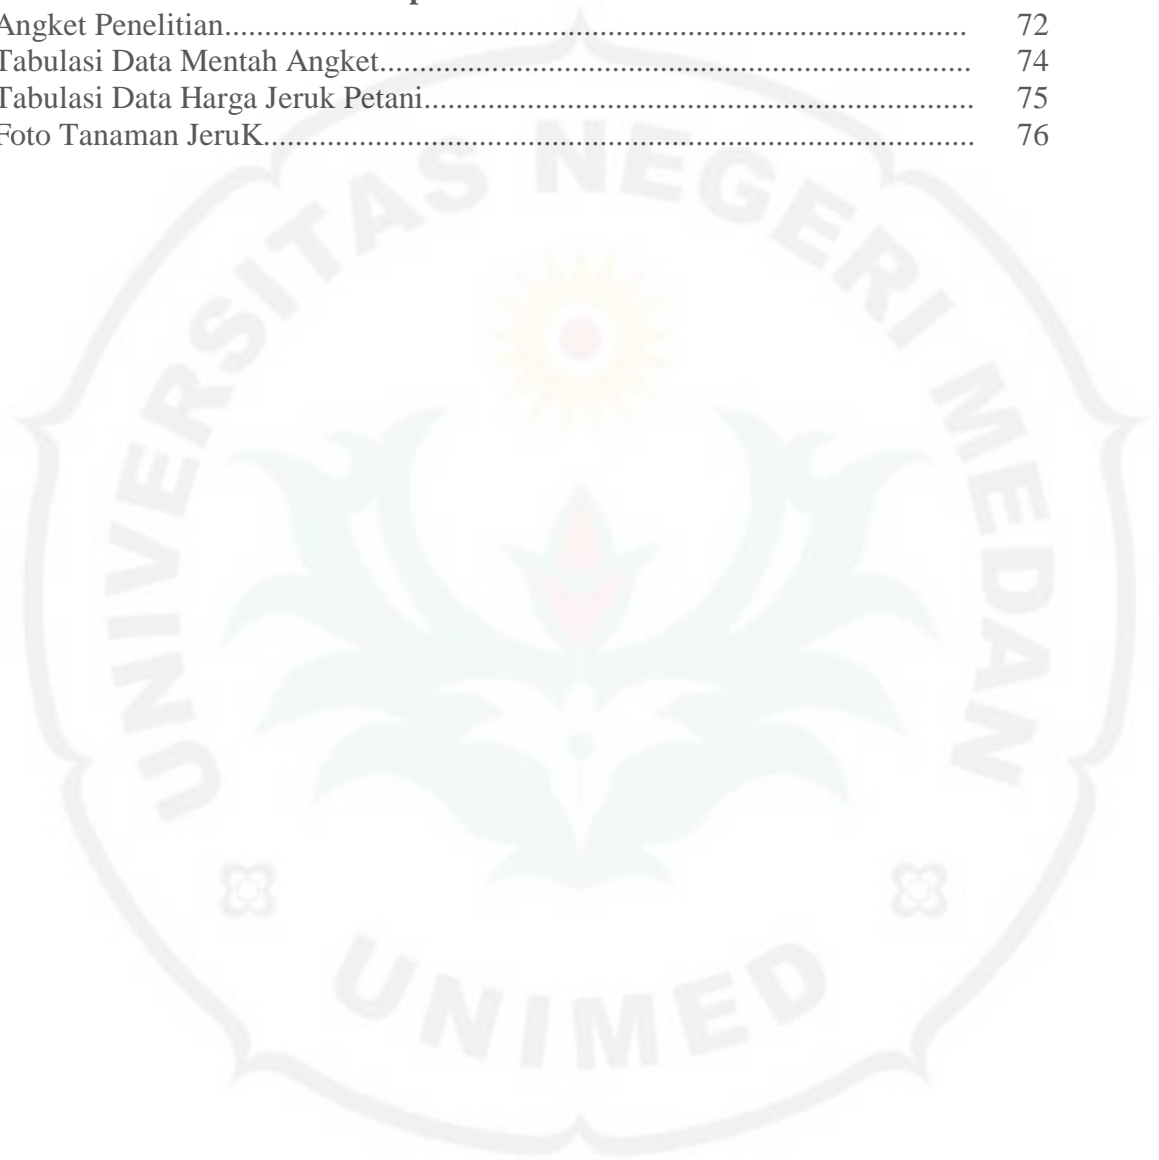 Angket Penelitian.............................................................................. 72
Tabulasi Data Mentah Angket.............................................................. 74
Tabulasi Data Harga Jeruk Petani.......................................................... 75
Foto Tanaman JeruK........................................................................... 76
UNIVERSITAS NEGERI MEDAN
UNIMED